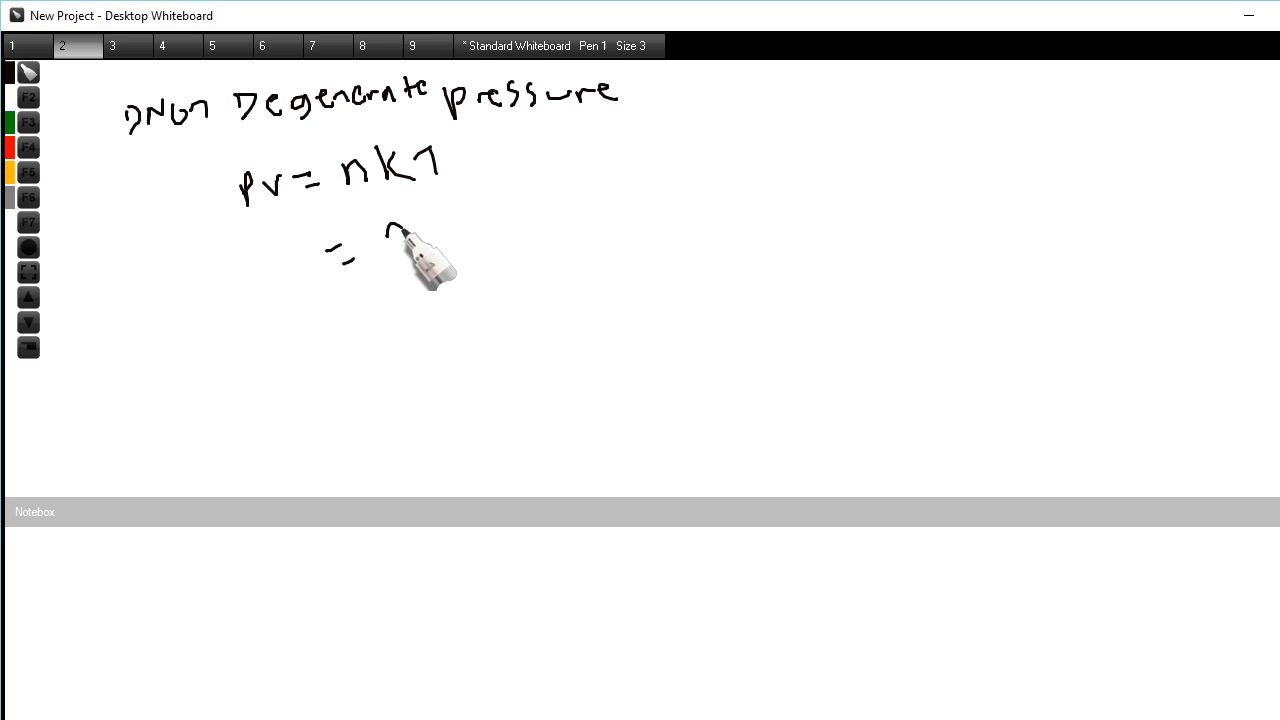 New Project - Desktop Whiteboard
1 2 3 4 5 6 7 8 9 * Standard Whiteboard Pen 1 Size 3
F2
F3
F4
F5
F6
F7
Degenerate pressure
PV = nkT
=
Notebox